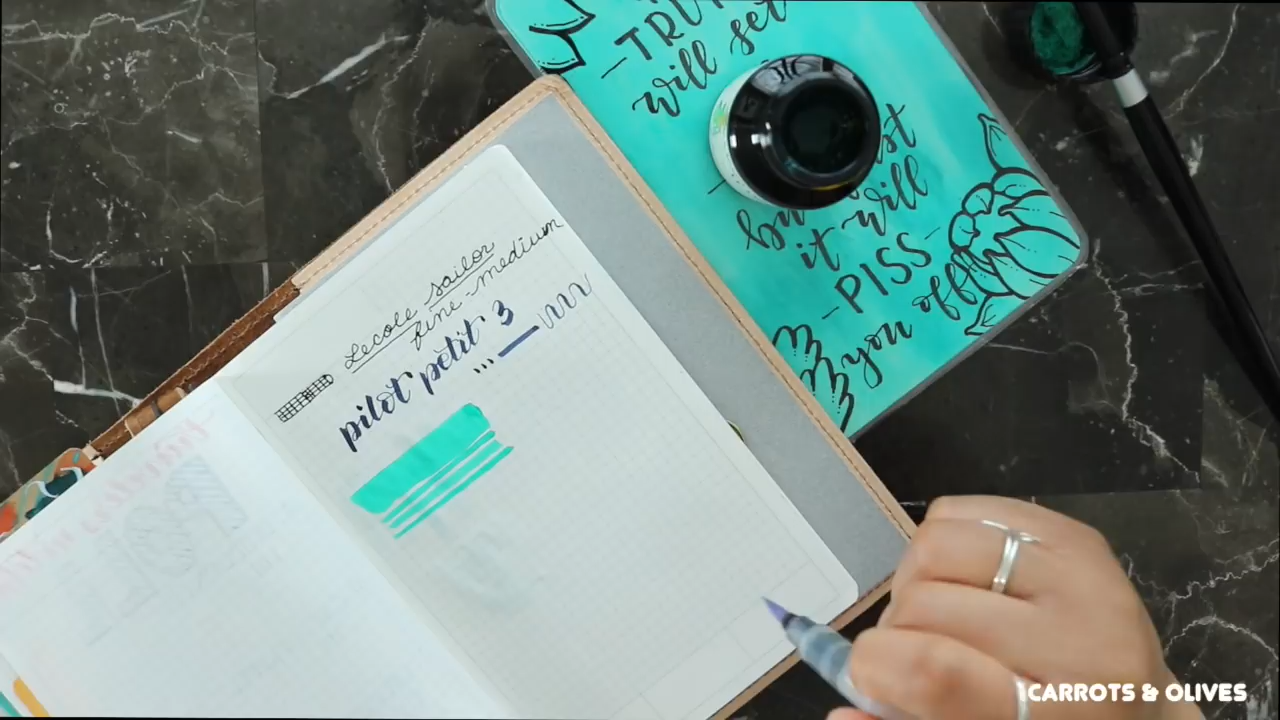 -TRU
will set
but
it will
-PISS-
you off
Lecole Sailor
fine-medium
pilot petit 3
CARROTS & OLIVES